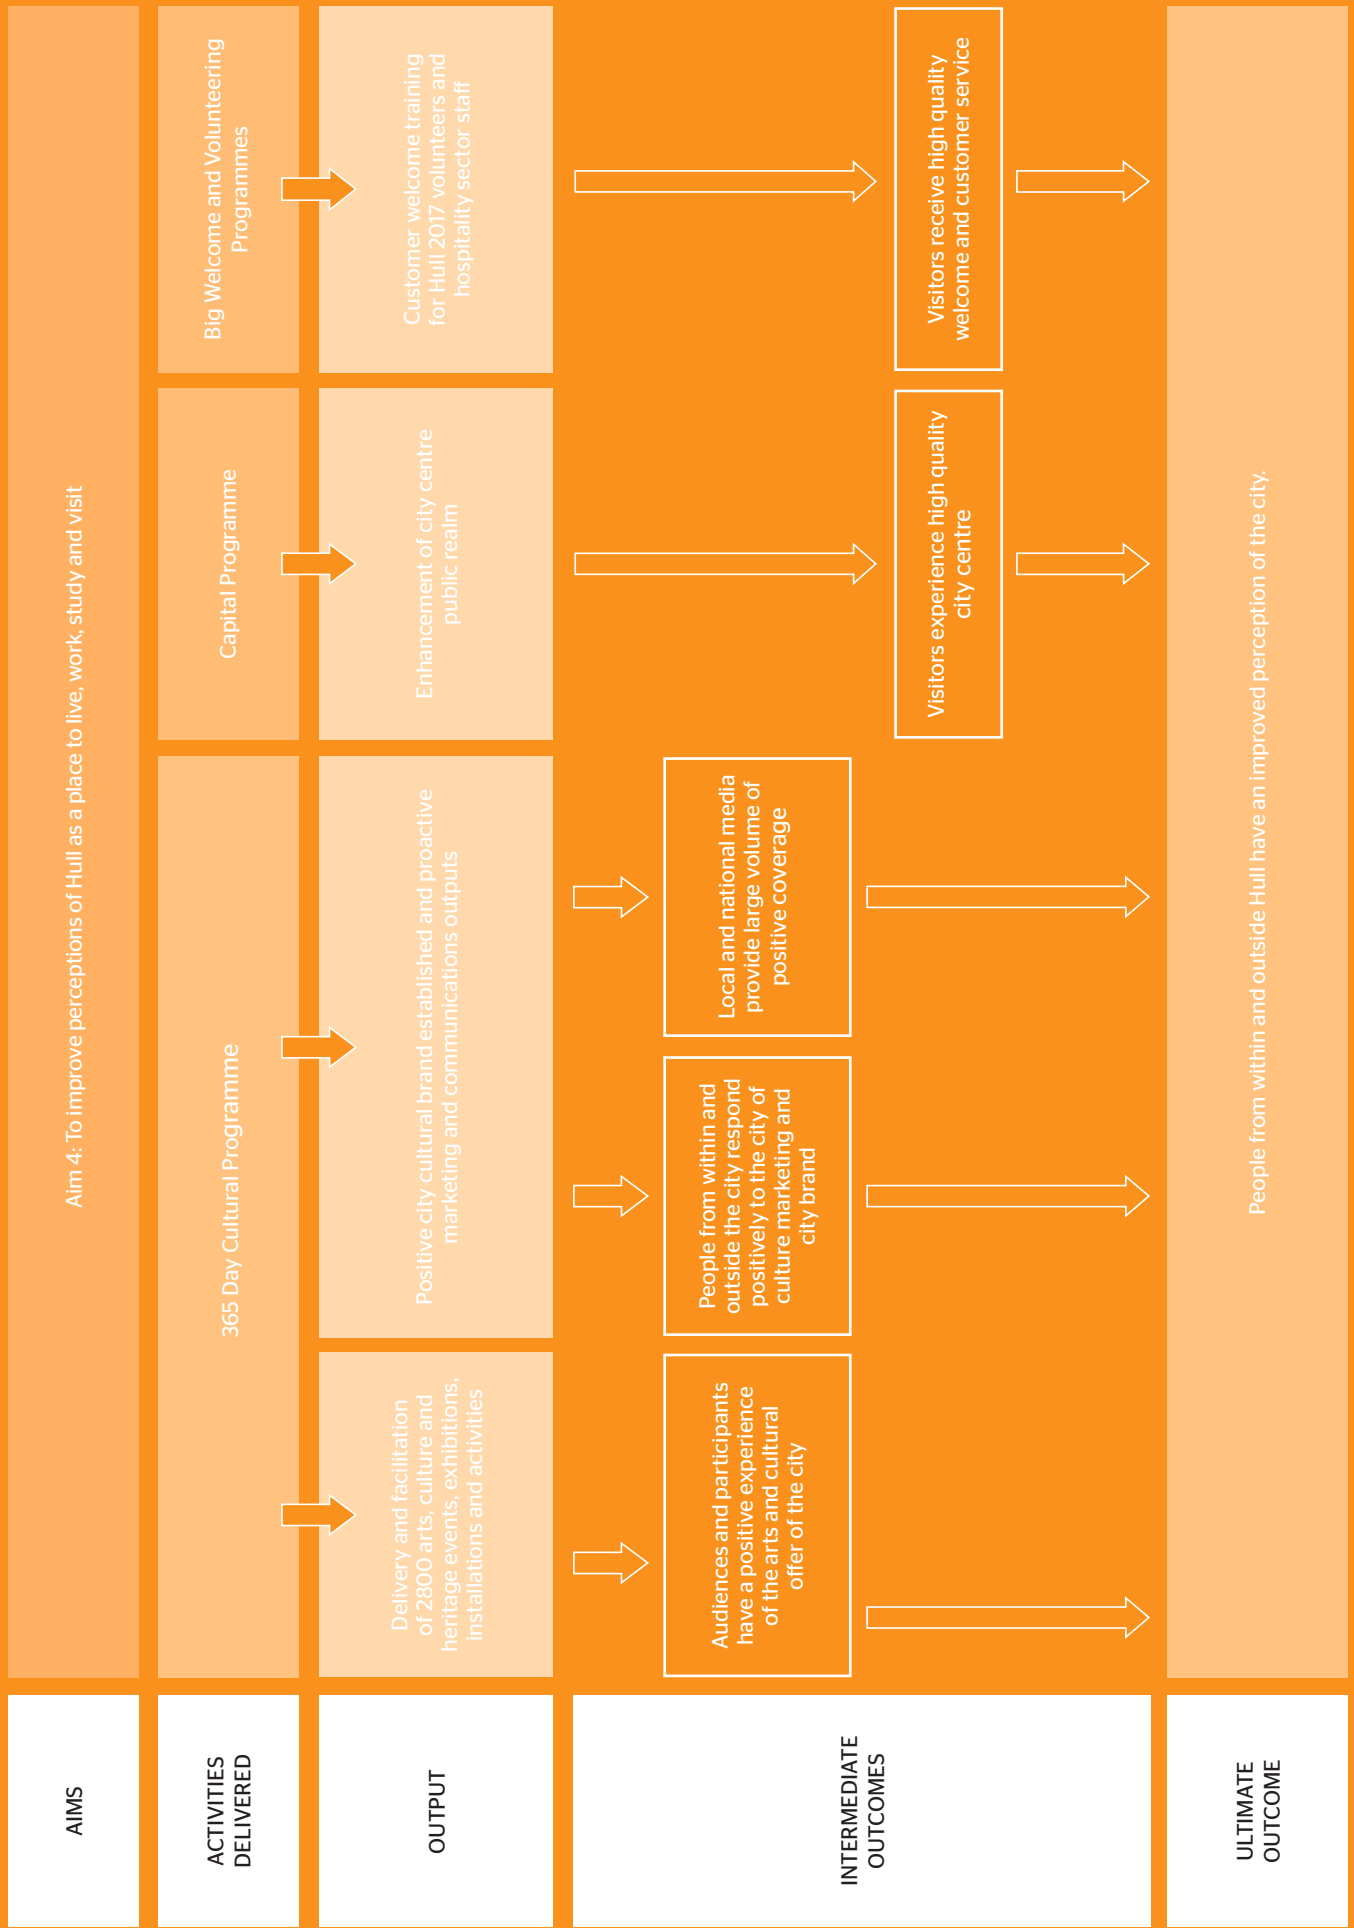 AIMS
Aim 4: To improve perceptions of Hull as a place to live, work, study and visit
ACTIVITIES
DELIVERED
365 Day Cultural Programme
Capital Programme
Big Welcome and Volunteering
Programmes
OUTPUT
Delivery and facilitation
of 2800 arts, culture and
heritage events, exhibitions,
installations and activities
Positive city cultural brand established and proactive
marketing and communications outputs
Enhancement of city centre
public realm
Customer welcome training
for Hull 2017 volunteers and
hospitality sector staff
INTERMEDIATE
OUTCOMES
Audiences and participants
have a positive experience
of the arts and cultural
offer of the city
People from within and
outside the city respond
positively to the city of
culture marketing and
city brand
Local and national media
provide large volume of
positive coverage
Visitors experience high quality
city centre
Visitors receive high quality
welcome and customer service
ULTIMATE
OUTCOME
People from within and outside Hull have an improved perception of the city.